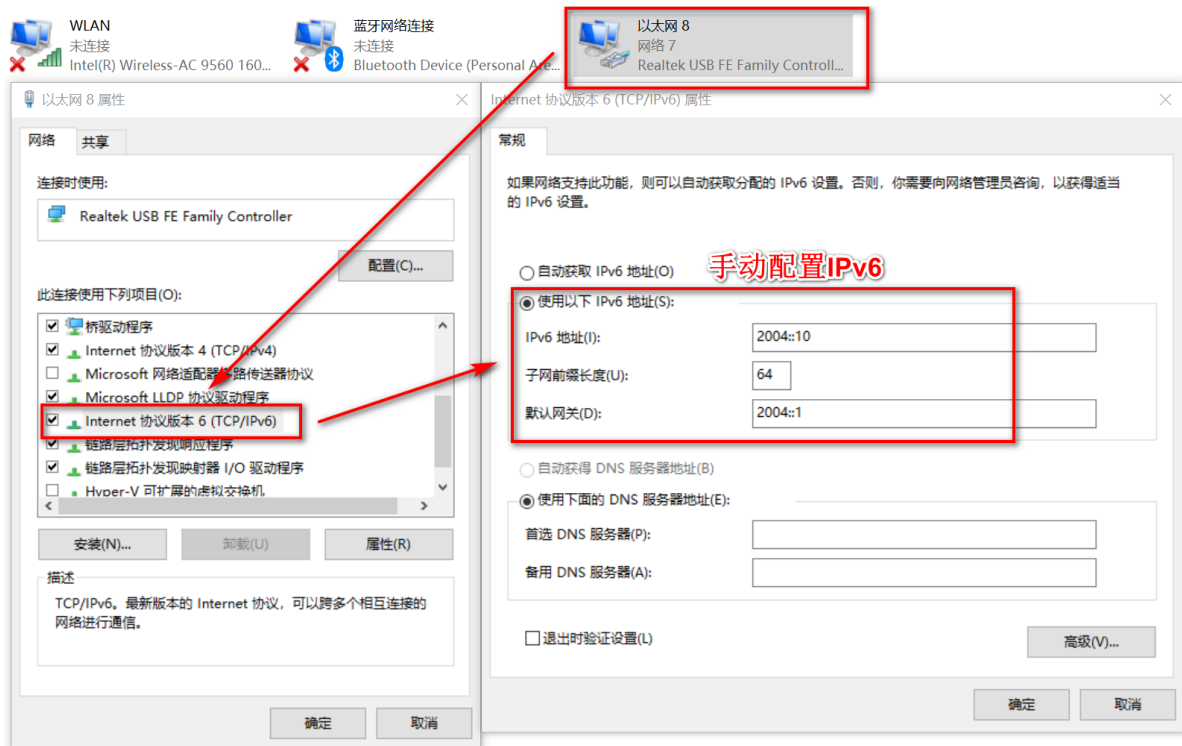 WLAN
未连接
Intel(R) Wireless-AC 9560 160...
蓝牙网络连接
未连接
Bluetooth Device (Personal Are...
以太网 8
网络 7
Realtek USB FE Family Controll...
以太网 8 属性
网络
共享
连接时使用:
Realtek USB FE Family Controller
配置(C)...
此连接使用下列项目(O):
桥驱动程序
Internet 协议版本 4 (TCP/IPv4)
Microsoft 网络适配器多路传送器协议
Microsoft LLDP 协议驱动程序
Internet 协议版本 6 (TCP/IPv6)
链路层拓扑发现响应程序
链路层拓扑发现映射器 I/O 驱动程序
Hyper-V 可扩展的虚拟交换机
安装(N)...
卸载(U)
属性(R)
描述
TCP/IPv6。最新版本的 Internet 协议，可以跨多个相互连接的
网络进行通信。
确定
取消
Internet 协议版本 6 (TCP/IPv6) 属性
常规
如果网络支持此功能，则可以自动获取分配的 IPv6 设置。否则，你需要向网络管理员咨询，以获得适当
的 IPv6 设置。
自动获取 IPv6 地址(O)
手动配置IPv6
使用以下 IPv6 地址(S):
IPv6 地址(I):
2004::10
子网前缀长度(U):
64
默认网关(D):
2004::1
自动获得 DNS 服务器地址(B)
使用下面的 DNS 服务器地址(E):
首选 DNS 服务器(P):
备用 DNS 服务器(A):
退出时验证设置(L)
高级(V)...
确定
取消